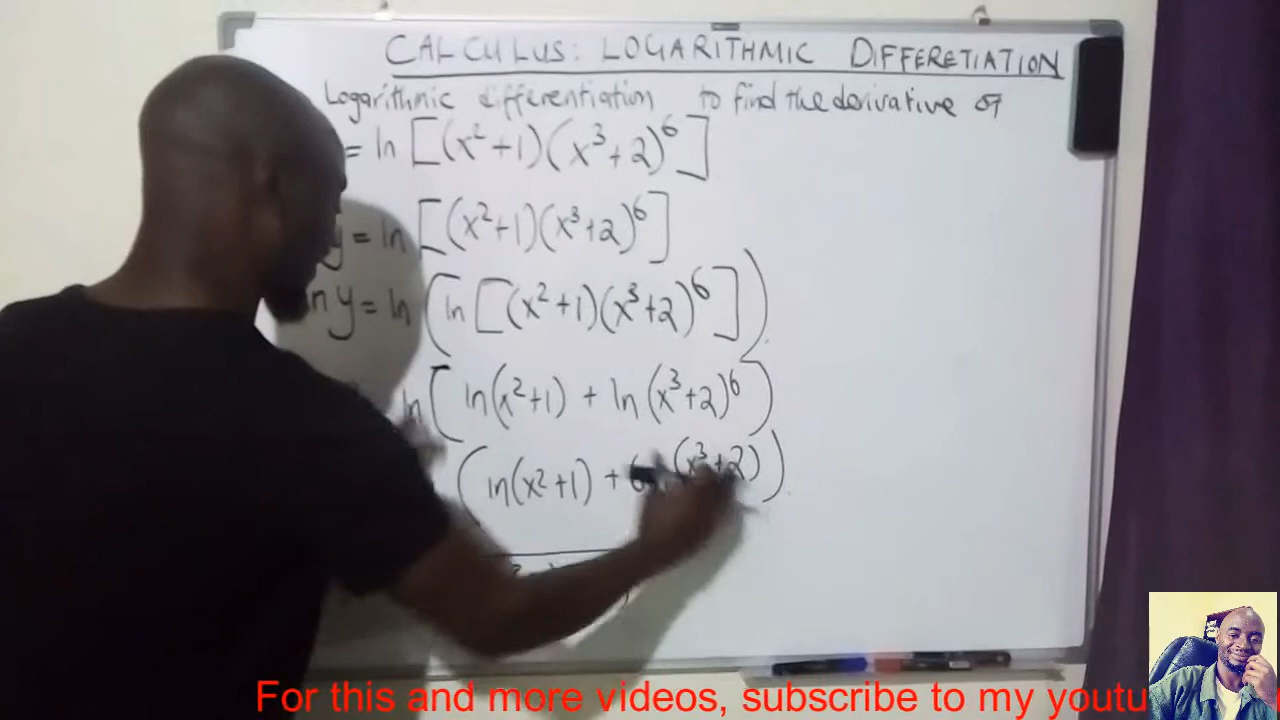 CALCULUS: LOGARITHMIC DIFFERETIATION
Logarithmic differentiation to find the derivative of
= ln [(x²+1)(x³+2)⁶]
y = ln [(x²+1)(x³+2)⁶]
ln y = ln (ln [(x²+1)(x³+2)⁶])
ln( ln(x²+1) + ln(x³+2)⁶ )
( ln(x²+1) + 6 (x³+2) )
For this and more videos, subscribe to my youtu